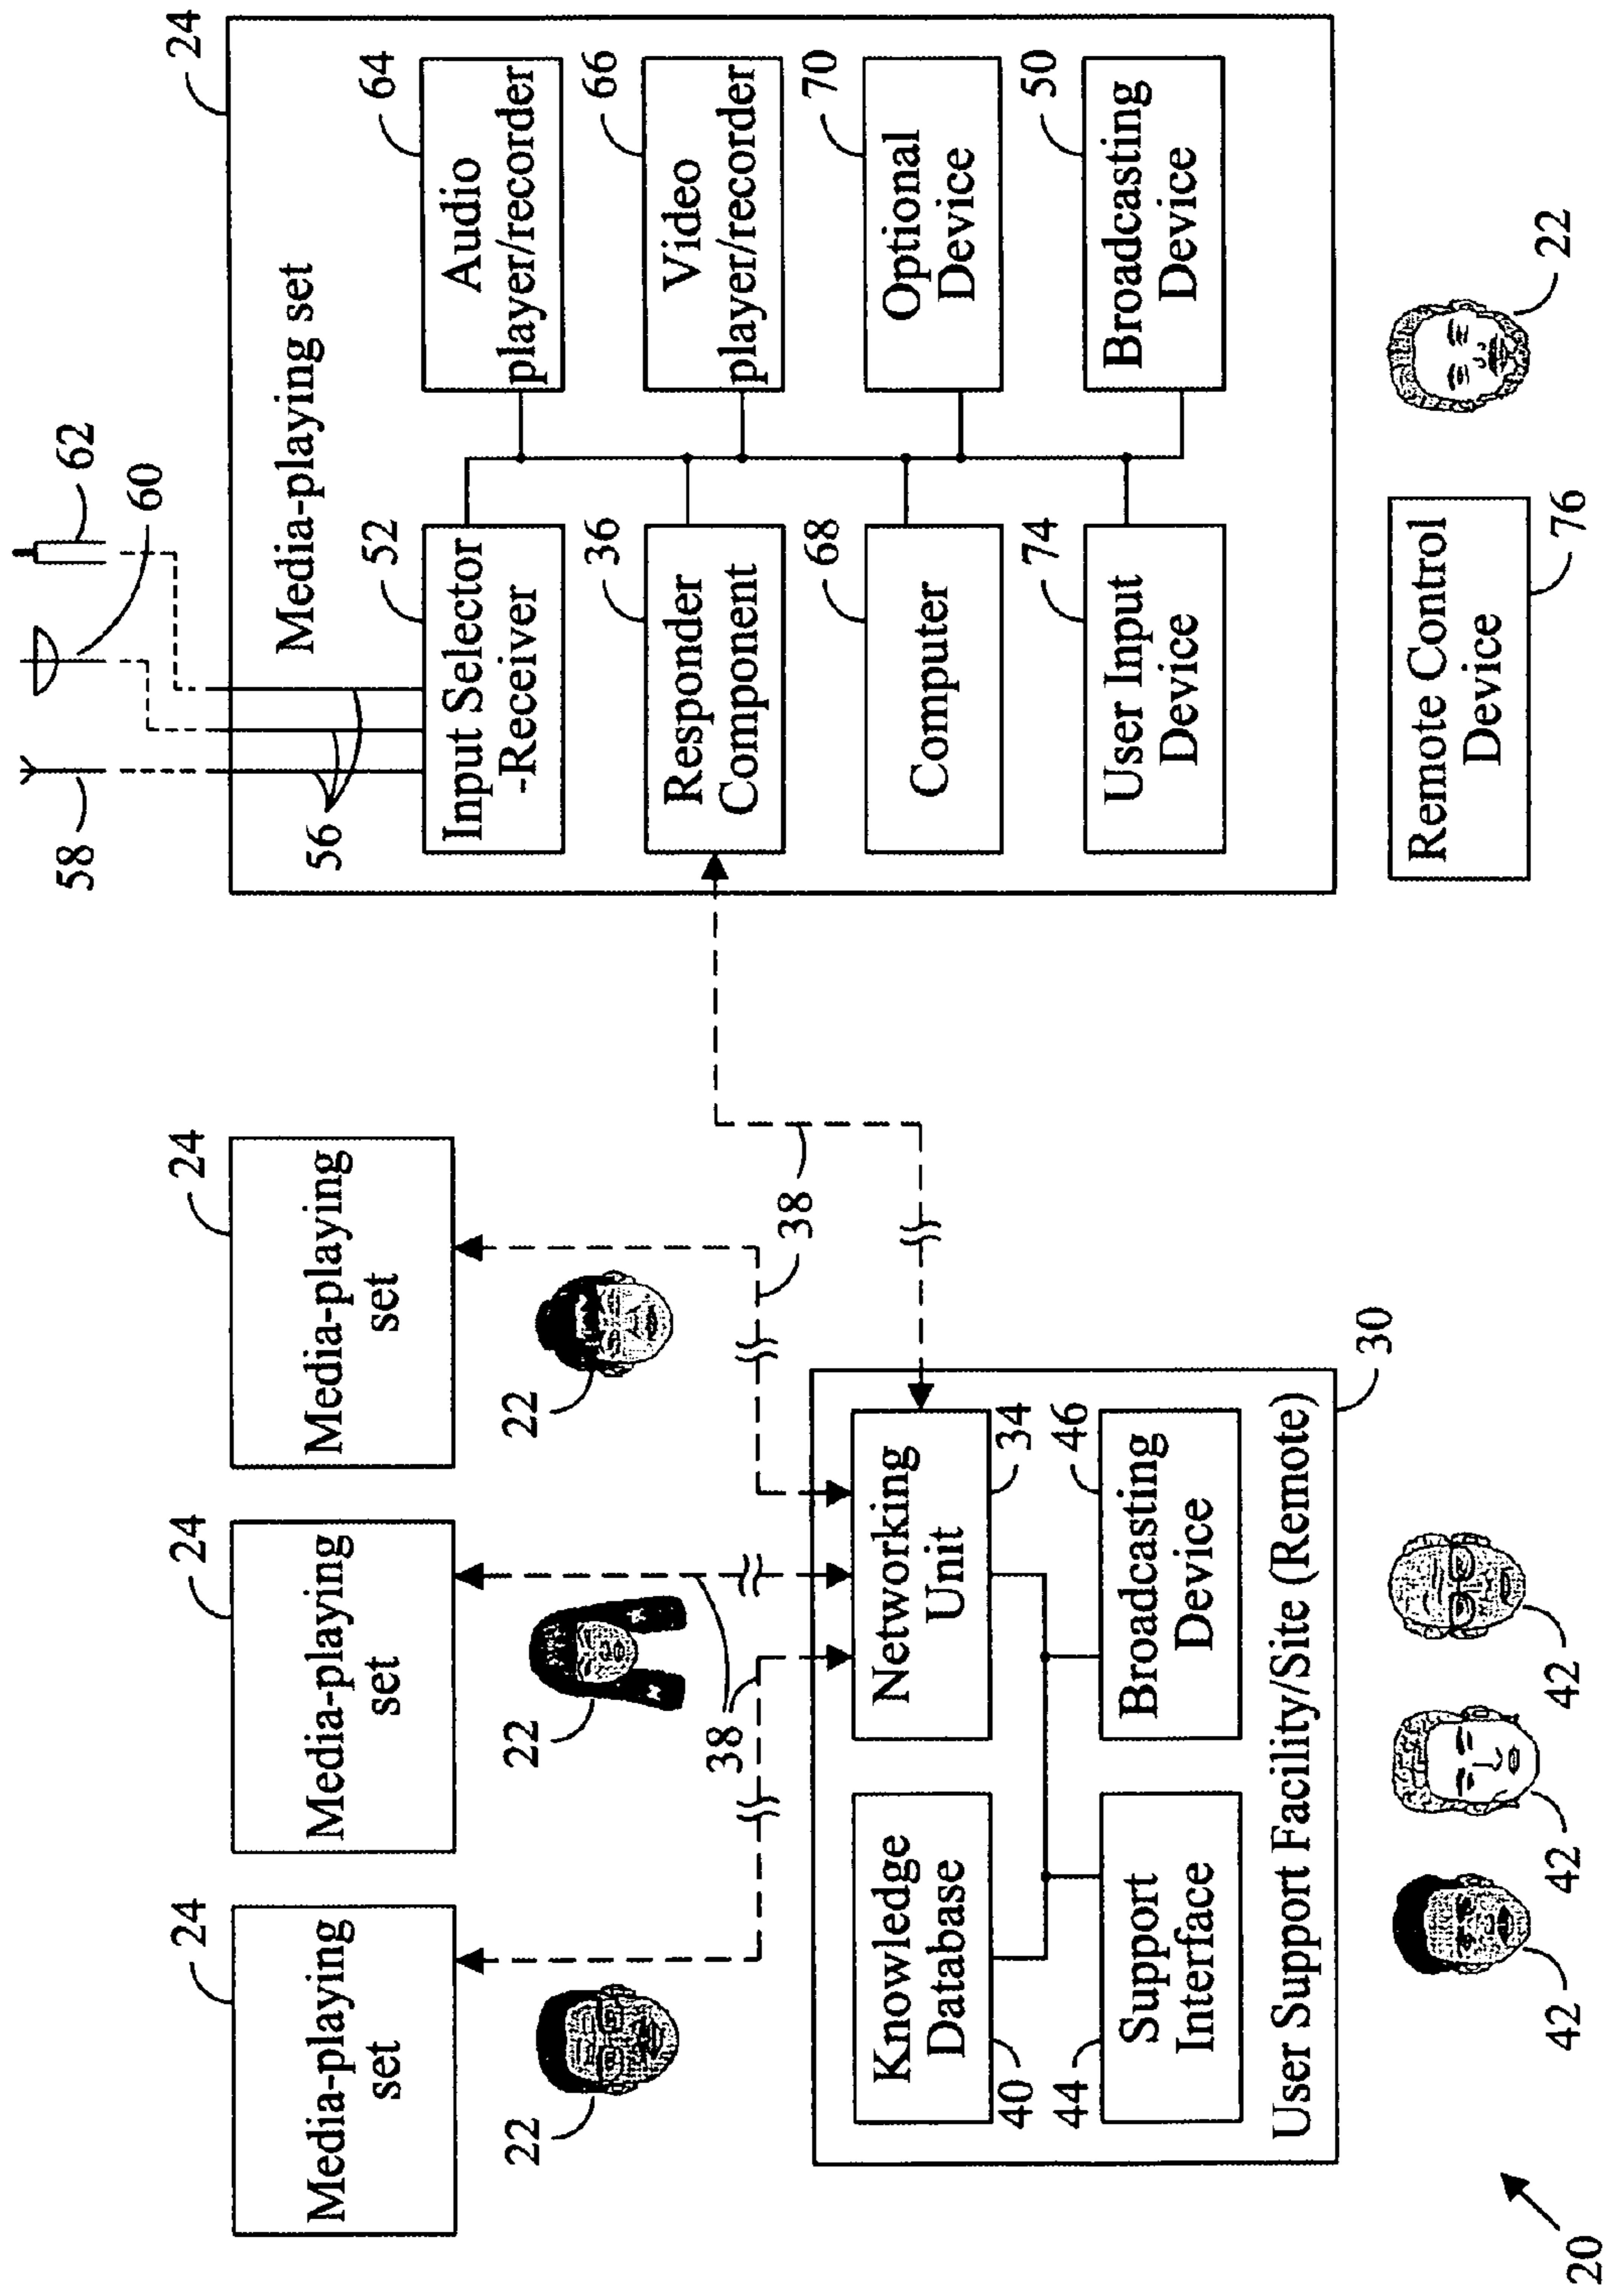 24
24
24
24
Media-playing
set
Media-playing
set
Media-playing
set
Media-playing set
58
60
62
56
22
22
22
38
38
52
Input Selector
-Receiver
64
Audio
player/recorder
36
Responder
Component
66
Video
player/recorder
68
Computer
70
Optional
Device
74
User Input
Device
50
Broadcasting
Device
Knowledge
Database
40
Networking
Unit
34
44
Support
Interface
46
Broadcasting
Device
User Support Facility/Site (Remote)
30
42
42
42
Remote Control
Device
76
22
20